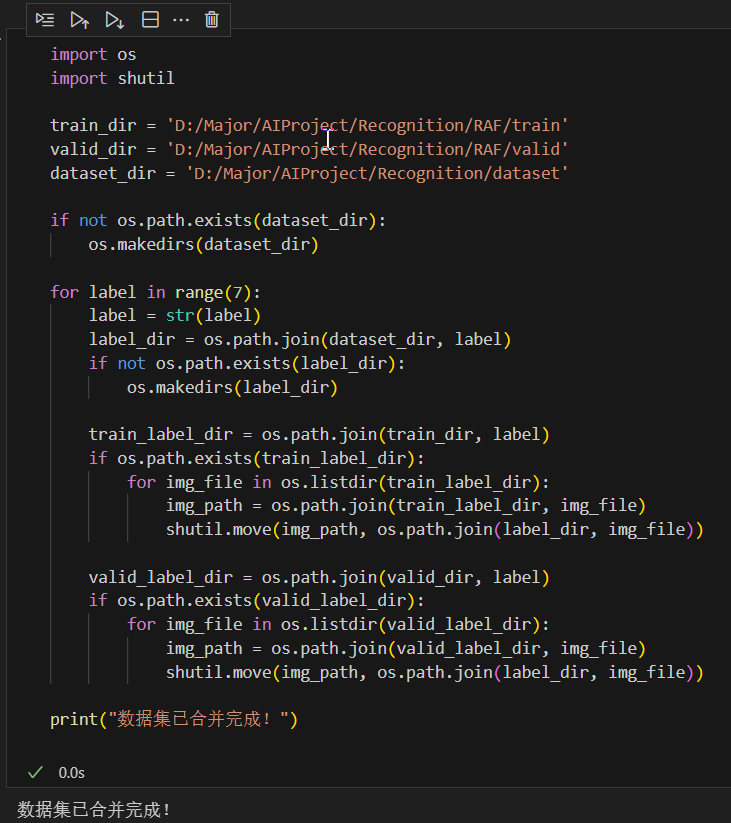 import os
import shutil
train_dir = 'D:/Major/AIProject/Recognition/RAF/train'
valid_dir = 'D:/Major/AIProject/Recognition/RAF/valid'
dataset_dir = 'D:/Major/AIProject/Recognition/dataset'
if not os.path.exists(dataset_dir):
    os.makedirs(dataset_dir)
for label in range(7):
    label = str(label)
    label_dir = os.path.join(dataset_dir, label)
    if not os.path.exists(label_dir):
        os.makedirs(label_dir)
    train_label_dir = os.path.join(train_dir, label)
    if os.path.exists(train_label_dir):
        for img_file in os.listdir(train_label_dir):
            img_path = os.path.join(train_label_dir, img_file)
            shutil.move(img_path, os.path.join(label_dir, img_file))
    valid_label_dir = os.path.join(valid_dir, label)
    if os.path.exists(valid_label_dir):
        for img_file in os.listdir(valid_label_dir):
            img_path = os.path.join(valid_label_dir, img_file)
            shutil.move(img_path, os.path.join(label_dir, img_file))
print("数据集已合并完成！")
0.0s
数据集已合并完成！